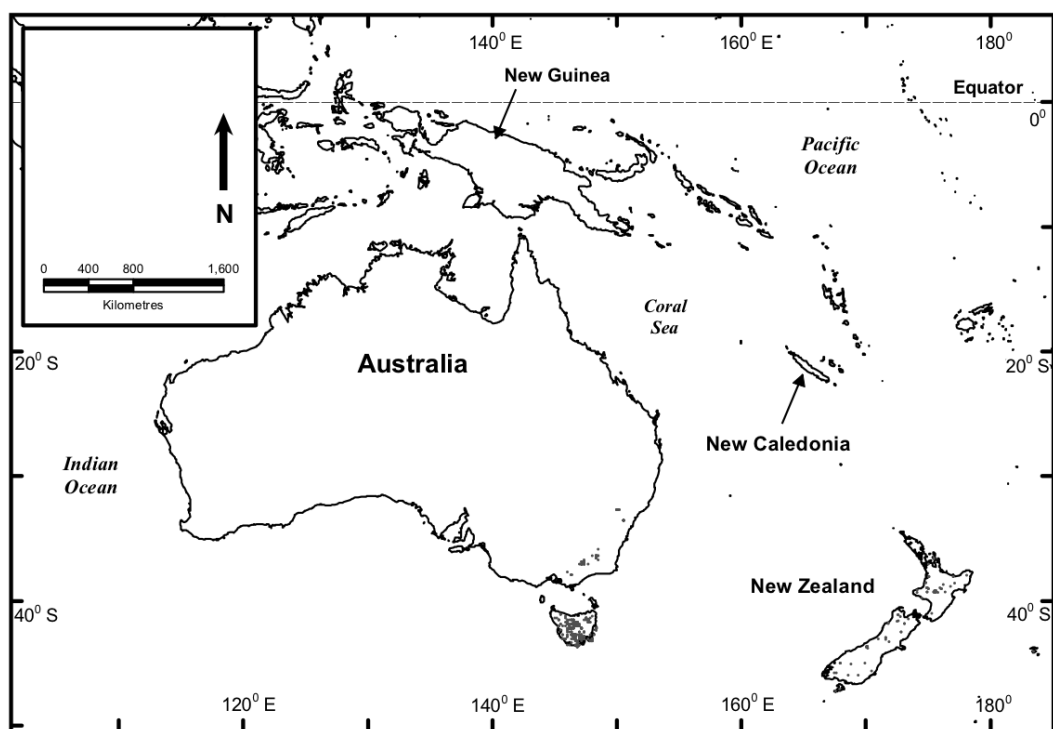 140⁰ E
160⁰ E
180⁰
New Guinea
Equator
0⁰
Pacific
Ocean
N
0
400
800
1,600
Kilometres
Coral
Sea
20⁰ S
Australia
20⁰ S
New Caledonia
Indian
Ocean
New Zealand
40⁰ S
40⁰ S
120⁰ E
140⁰ E
160⁰ E
180⁰